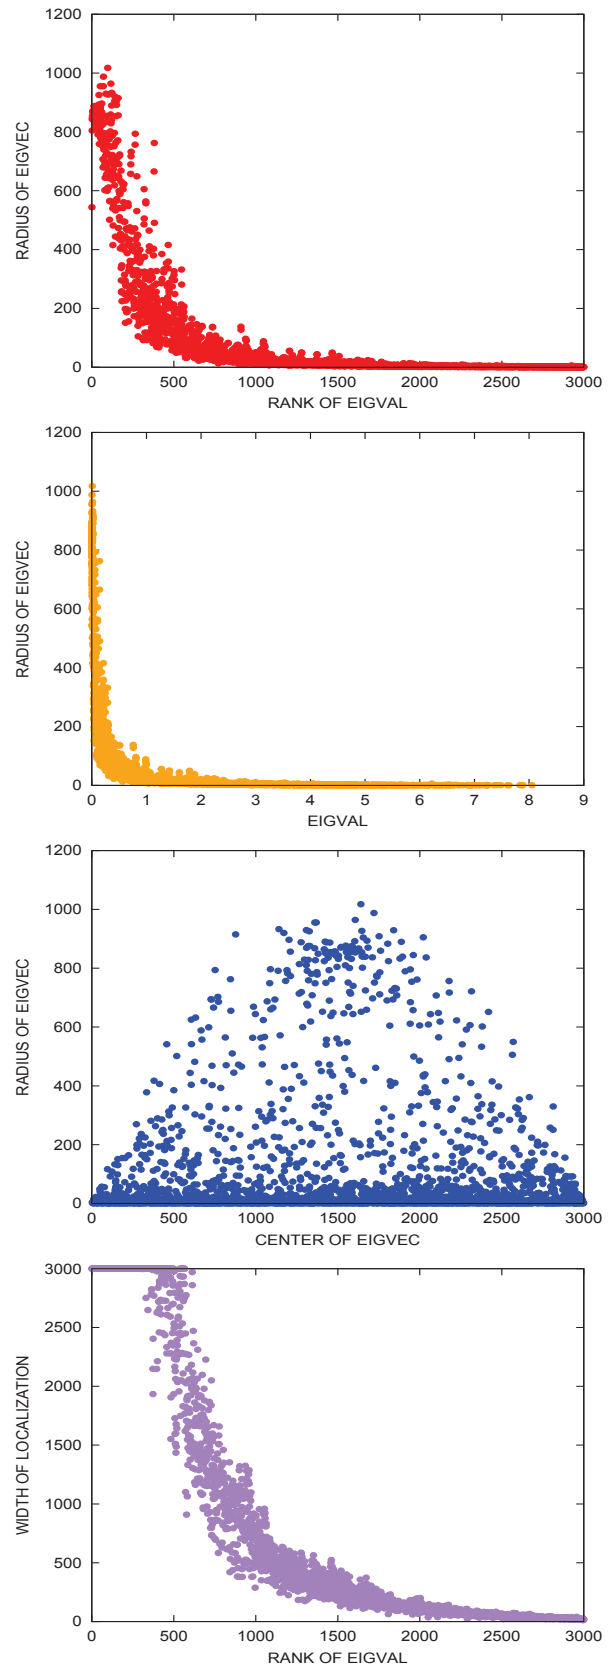 1200
1000
800
600
400
200
0
RADIUS OF EIGVEC
0 500 1000 1500 2000 2500 3000
RANK OF EIGVAL
1200
1000
800
600
400
200
0
RADIUS OF EIGVEC
0 1 2 3 4 5 6 7 8 9
EIGVAL
1200
1000
800
600
400
200
0
RADIUS OF EIGVEC
0 500 1000 1500 2000 2500 3000
CENTER OF EIGVEC
3000
2500
2000
1500
1000
500
0
WIDTH OF LOCALIZATION
0 500 1000 1500 2000 2500 3000
RANK OF EIGVAL